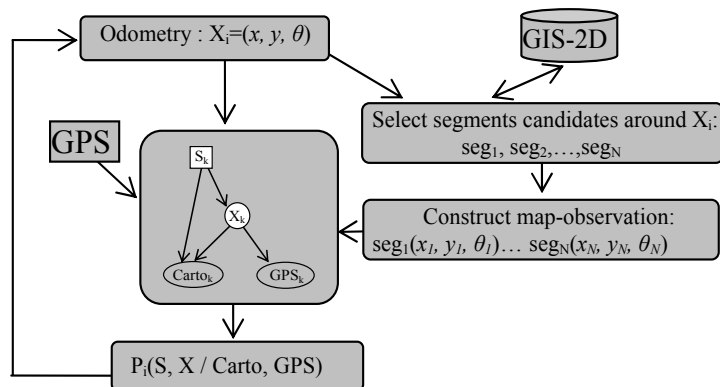 Odometry : Xᵢ=(x, y, θ)
GIS-2D
Select segments candidates around Xᵢ:
seg₁, seg₂,…,seg_N
GPS
Sₖ
Xₖ
Cartoₖ
GPSₖ
Construct map-observation:
seg₁(x₁, y₁, θ₁)… seg_N(x_N, y_N, θ_N)
Pᵢ(S, X / Carto, GPS)